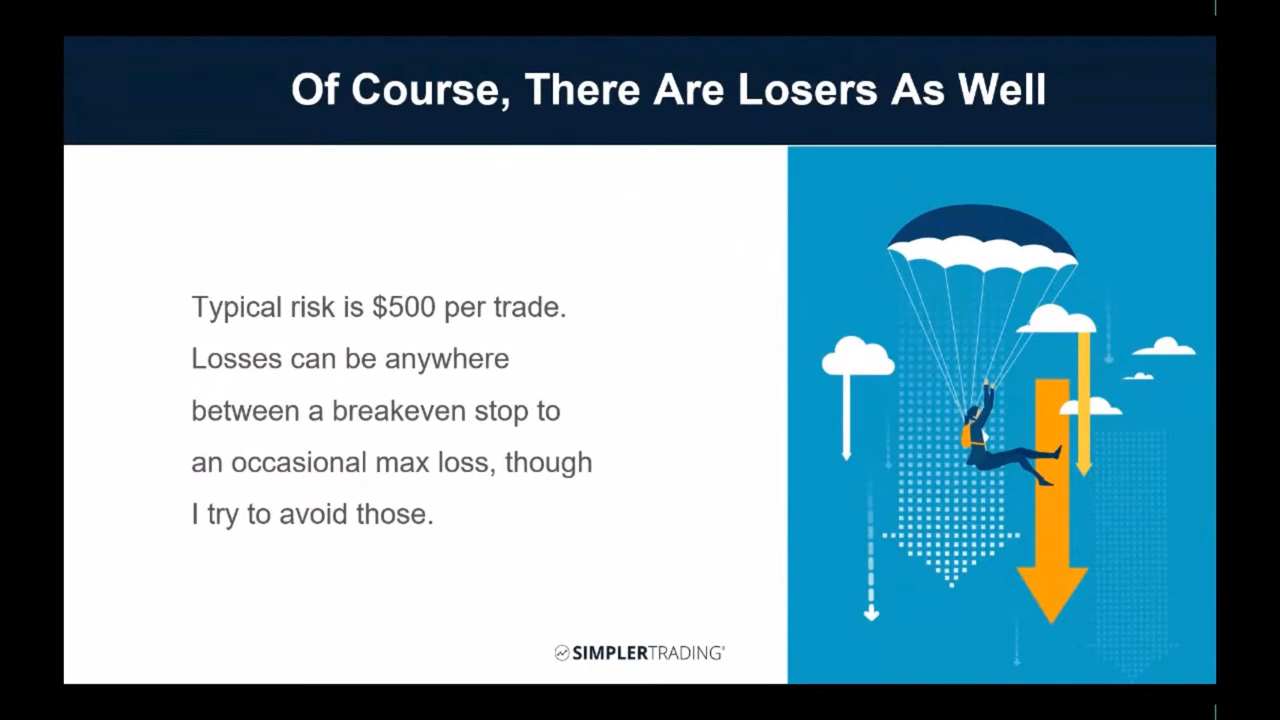 Of Course, There Are Losers As Well
Typical risk is $500 per trade.
Losses can be anywhere
between a breakeven stop to
an occasional max loss, though
I try to avoid those.
SIMPLERTRADING®